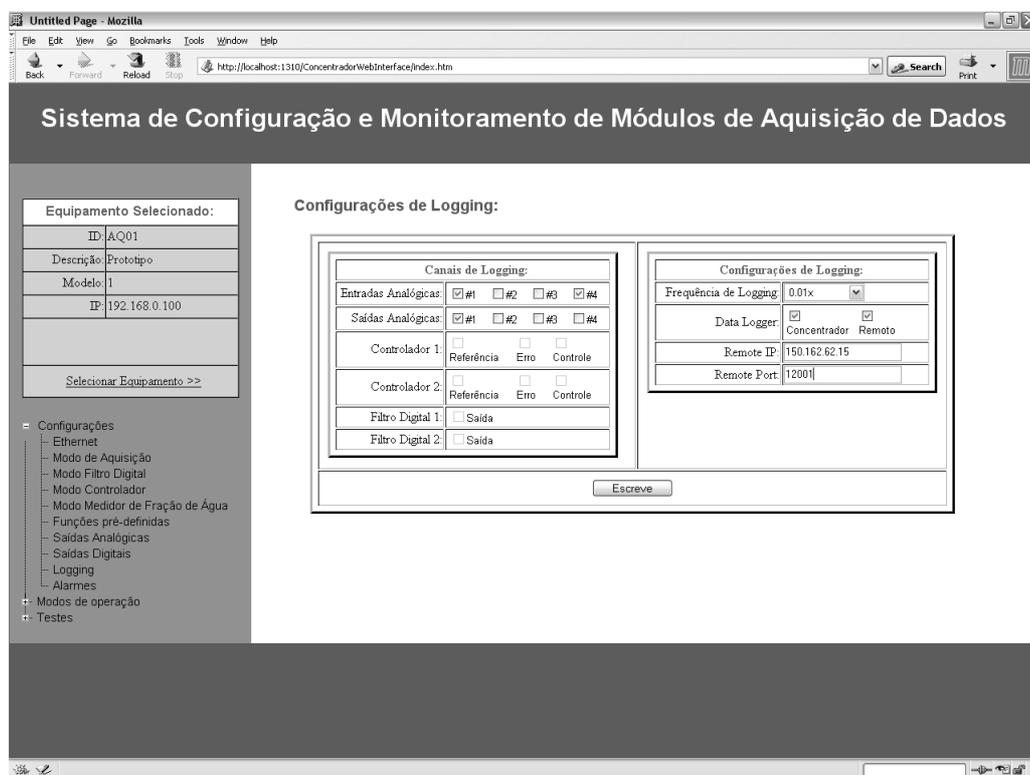 Untitled Page - Mozilla
File Edit View Go Bookmarks Tools Window Help
Back Forward Reload Stop http://localhost:1310/ConcentradorWebInterface/index.htm Search Print
Sistema de Configuração e Monitoramento de Módulos de Aquisição de Dados
Equipamento Selecionado:
ID: AQ01
Descrição: Prototipo
Modelo: 1
IP: 192.168.0.100
Selecionar Equipamento >>
Configurações
Ethernet
Modo de Aquisição
Modo Filtro Digital
Modo Controlador
Modo Medidor de Fração de Água
Funções pré-definidas
Saídas Analógicas
Saídas Digitais
Logging
Alarmes
Modos de operação
Testes
Configurações de Logging:
Canais de Logging:
Entradas Analógicas: #1 #2 #3 #4
Saídas Analógicas: #1 #2 #3 #4
Controlador 1: Referência Erro Controle
Controlador 2: Referência Erro Controle
Filtro Digital 1: Saída
Filtro Digital 2: Saída
Configurações de Logging:
Frequência de Logging: 0.01x
Data Logger: Concentrador Remoto
Remote IP: 150.162.62.15
Remote Port: 12001
Escreve